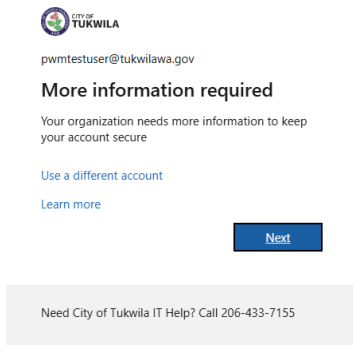 CITY OF
TUKWILA
pwmtestuser@tukwilawa.gov
More information required
Your organization needs more information to keep
your account secure
Use a different account
Learn more
Next
Need City of Tukwila IT Help? Call 206-433-7155